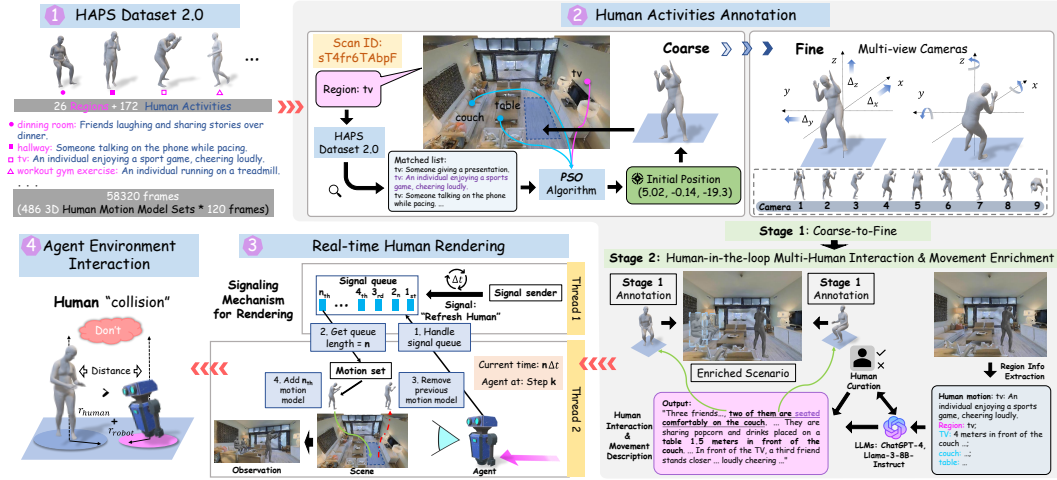 1 HAPS Dataset 2.0
...
26 Regions + 172 Human Activities
dinning room: Friends laughing and sharing stories over
dinner.
hallway: Someone talking on the phone while pacing.
tv: An individual enjoying a sport game, cheering loudly.
workout gym exercise: An individual running on a treadmill.
. . .
58320 frames
(486 3D Human Motion Model Sets * 120 frames)
2 Human Activities Annotation
Scan ID:
sT4fr6TAbpF
Region: tv
HAPS
Dataset 2.0
tv
table
couch
Matched list:
tv: Someone giving a presentation.
tv: An individual enjoying a sports
game, cheering loudly.
tv: Someone talking on the phone
while pacing. ...
PSO
Algorithm
Initial Position
(5.02, -0.14, -19.3)
Coarse
Fine
Multi-view Cameras
z
Δz
x
Δx
y
Δy
z
x
y
Camera 1 2 3 4 5 6 7 8 9
Stage 1: Coarse-to-Fine
Stage 2: Human-in-the-loop Multi-Human Interaction & Movement Enrichment
Stage 1
Annotation
Stage 1
Annotation
Enriched Scenario
Human
Curation
Region Info
Extraction
Human
Interaction
&
Movement
Description
Output:
"Three friends..., two of them are seated
comfortably on the couch. ... They are
sharing popcorn and drinks placed on a
table 1.5 meters in front of the
couch. ... In front of the TV, a third friend
stands closer ... loudly cheering ..."
LLMs: ChatGPT-4,
Llama-3-8B-
Instruct
Human motion: tv: An
individual enjoying a sports
game, cheering loudly.
Region: tv;
TV: 4 meters in front of the
couch ...;
couch: ...;
table: ...
3 Real-time Human Rendering
Signaling
Mechanism
for Rendering
Signal queue
nth ... 4th 3rd 2n 1st
Δt
Signal:
"Refresh Human"
Signal sender
Thread 1
2. Get queue
length = n
1. Handle
signal queue
Motion set
4. Add nth
motion
model
3. Remove
previous
motion model
Current time: nΔt
Agent at: Step k
Thread 2
Observation
Scene
Agent
4 Agent Environment
Interaction
Human "collision"
Don't
Distance
>
rhuman
+
rrobot